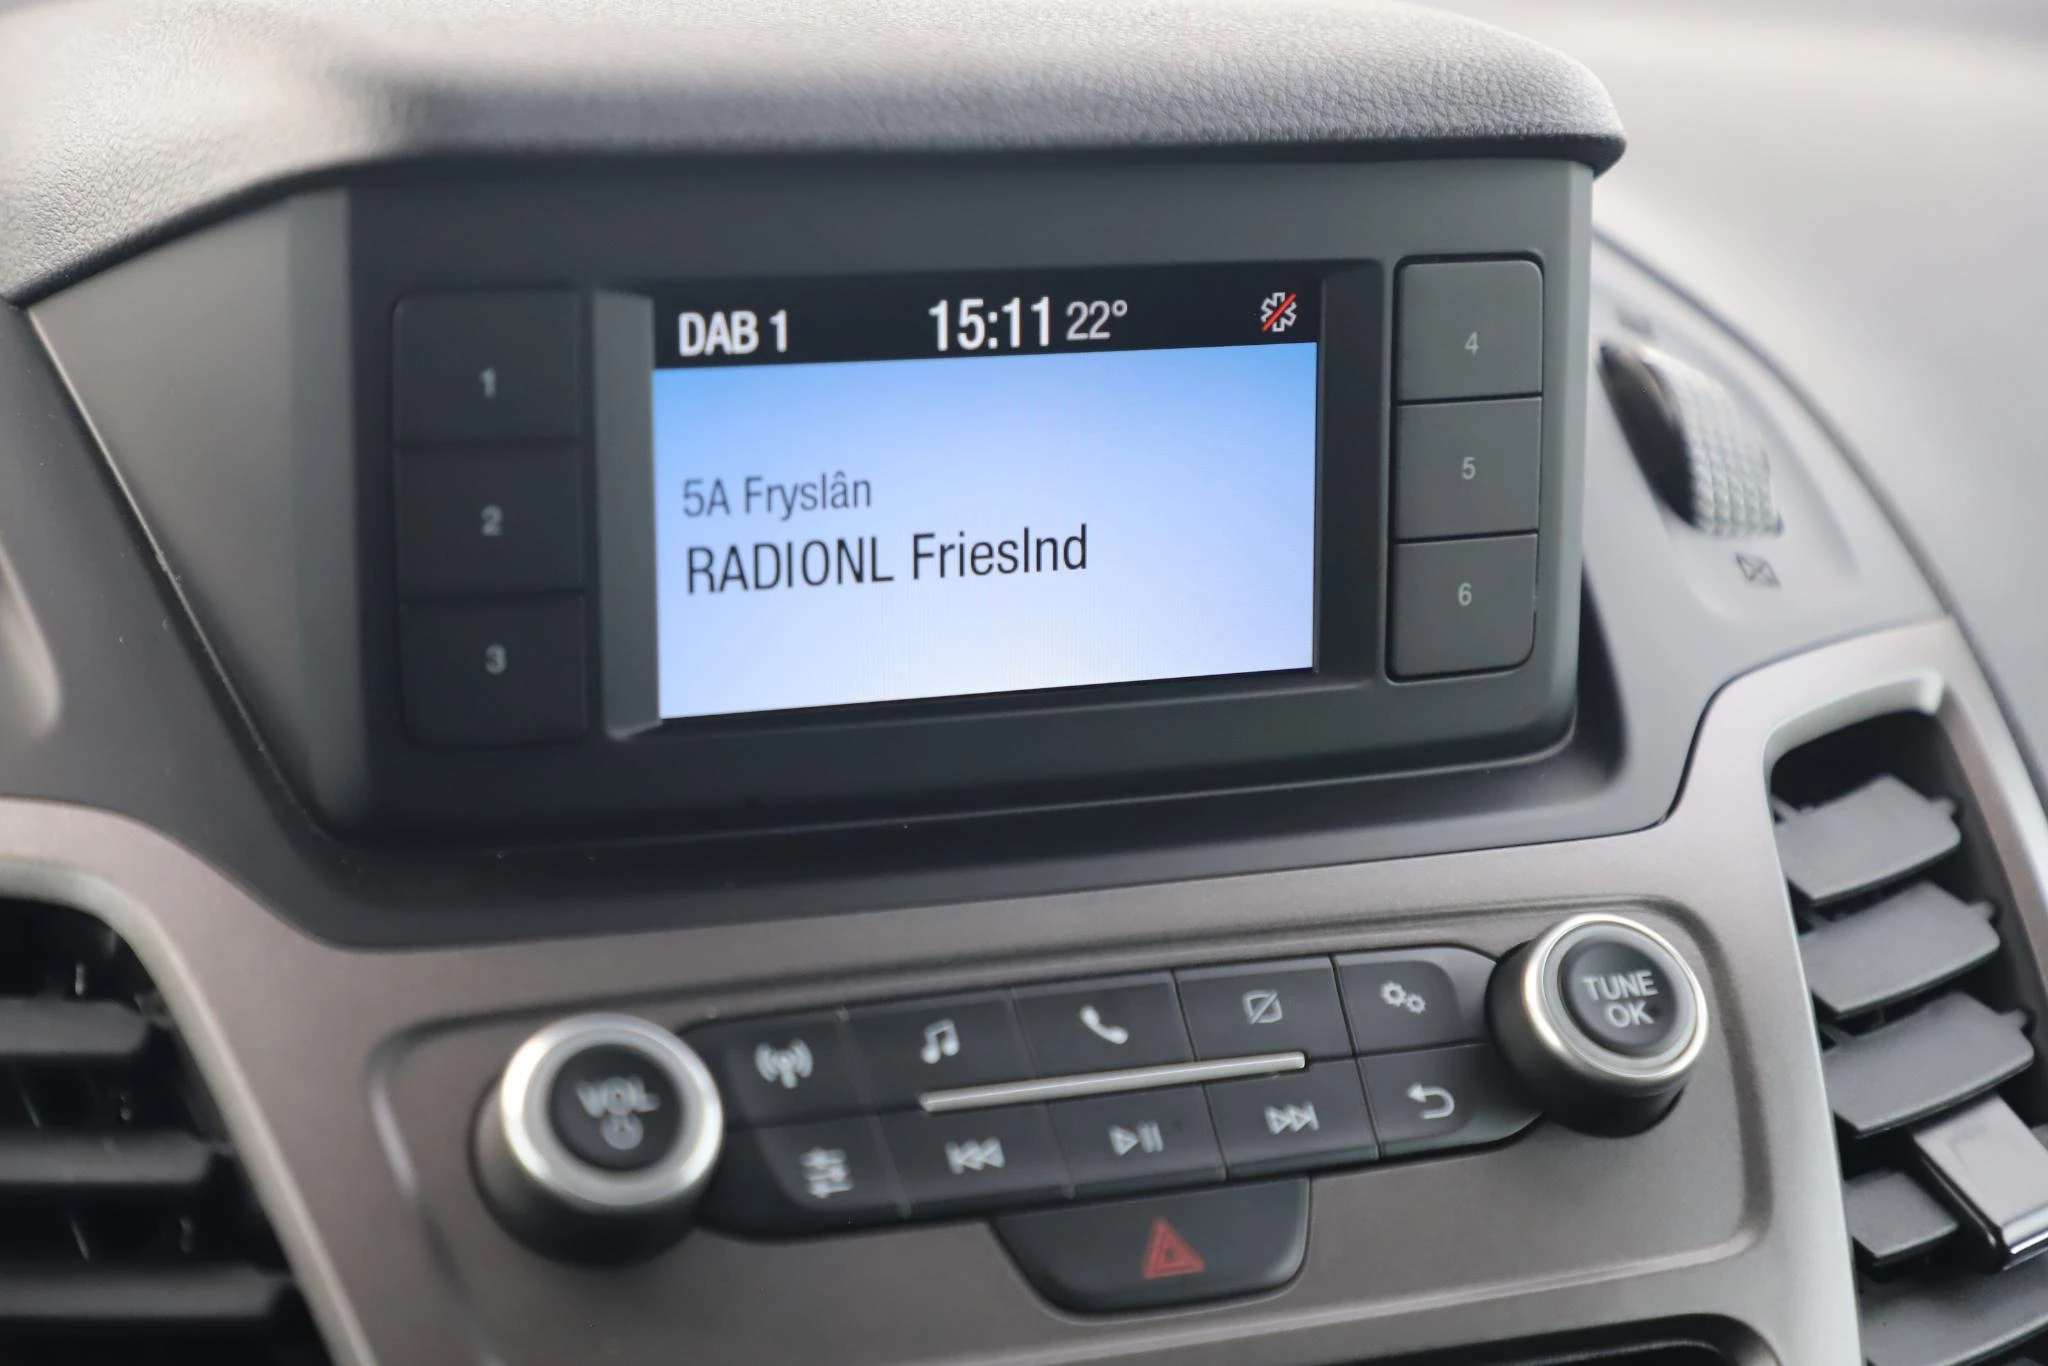 DAB 1 15:11 22°
5A Fryslân
RADIONL Frieslnd
1
2
3
4
5
6
VOL
TUNE
OK